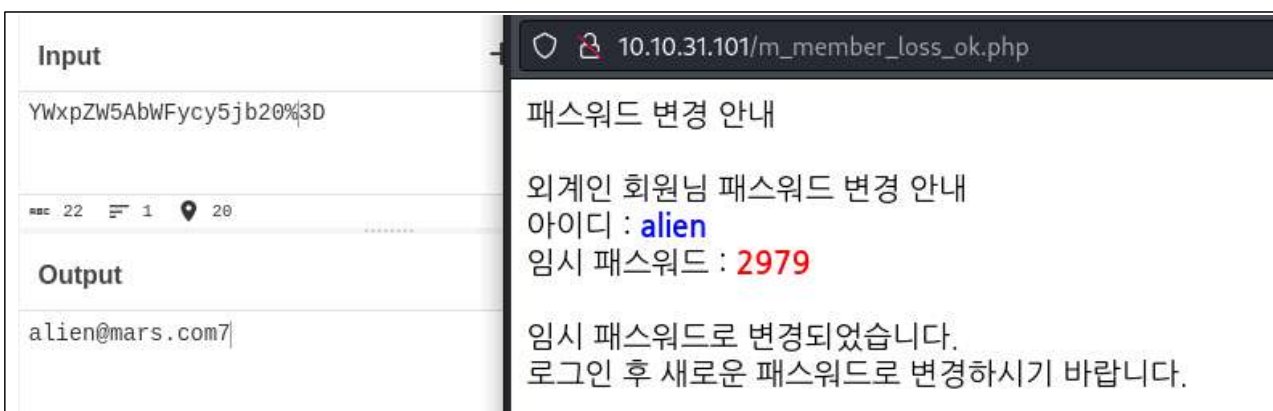 Input
YWxpZW5AbWFycy5jb20%3D
ABC 22 1 20
Output
alien@mars.com7
10.10.31.101/m_member_loss_ok.php
패스워드 변경 안내
외계인 회원님 패스워드 변경 안내
아이디 : alien
임시 패스워드 : 2979
임시 패스워드로 변경되었습니다.
로그인 후 새로운 패스워드로 변경하시기 바랍니다.